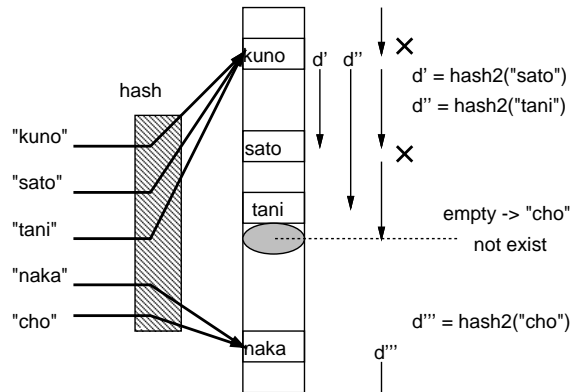 kuno
d' d''
d' = hash2("sato")
d'' = hash2("tani")
hash
"kuno"
sato
"sato"
tani
"tani"
empty -> "cho"
not exist
"naka"
"cho"
d''' = hash2("cho")
naka
d'''